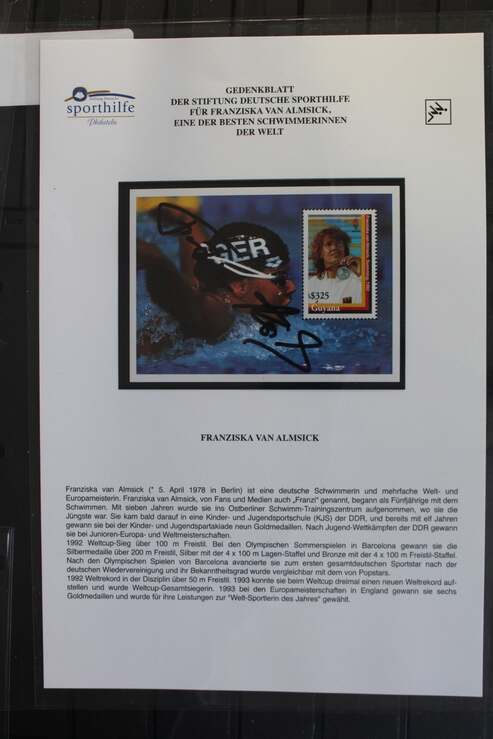 Stiftung Deutsche
sporthilfe
Philatelie
GEDENKBLATT
DER STIFTUNG DEUTSCHE SPORTHILFE
FÜR FRANZISKA VAN ALMSICK,
EINE DER BESTEN SCHWIMMERINNEN
DER WELT
GER
$325
Guyana
FRANZISKA VAN ALMSICK
Franziska van Almsick (* 5. April 1978 in Berlin) ist eine deutsche Schwimmerin und mehrfache Welt- und
Europameisterin. Franziska van Almsick, von Fans und Medien auch „Franzi" genannt, begann als Fünfjährige mit dem
Schwimmen. Mit sieben Jahren wurde sie ins Ostberliner Schwimm-Trainingszentrum aufgenommen, wo sie die
Jüngste war. Sie kam bald darauf in eine Kinder- und Jugendsportschule (KJS) der DDR, und bereits mit elf Jahren
gewann sie bei der Kinder- und Jugendspartakiade neun Goldmedaillen. Nach Jugend-Wettkämpfen der DDR gewann
sie bei Junioren-Europa- und Weltmeisterschaften.
1992 Weltcup-Sieg über 100 m Freistil. Bei den Olympischen Sommerspielen in Barcelona gewann sie die
Silbermedaille über 200 m Freistil, Silber mit der 4 x 100 m Lagen-Staffel und Bronze mit der 4 x 100 m Freistil-Staffel.
Nach den Olympischen Spielen von Barcelona avancierte sie zum ersten gesamtdeutschen Sportstar nach der
deutschen Wiedervereinigung und ihr Bekanntheitsgrad wurde vergleichbar mit dem von Popstars.
1992 Weltrekord in der Disziplin über 50 m Freistil. 1993 konnte sie beim Weltcup dreimal einen neuen Weltrekord auf-
stellen und wurde Weltcup-Gesamtsiegerin. 1993 bei den Europameisterschaften in England gewann sie sechs
Goldmedaillen und wurde für ihre Leistungen zur "Welt-Sportlerin des Jahres" gewählt.